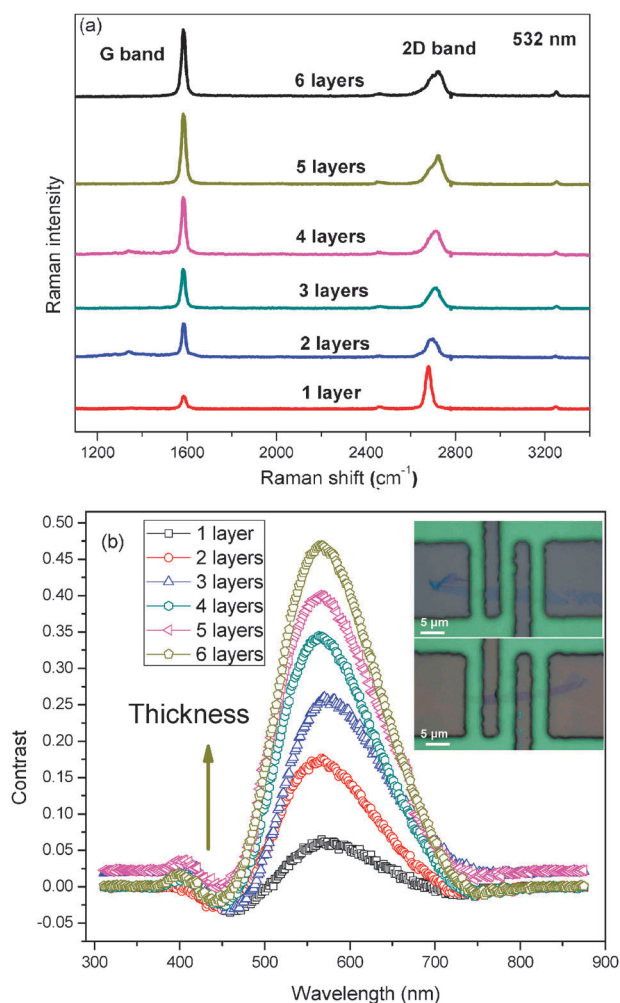 (a)
G band
2D band
532 nm
6 layers
5 layers
4 layers
3 layers
2 layers
1 layer
Raman intensity
1200 1600 2000 2400 2800 3200
Raman shift (cm⁻¹)
(b)
1 layer
2 layers
3 layers
4 layers
5 layers
6 layers
5 µm
5 µm
Thickness
Contrast
0.50
0.45
0.40
0.35
0.30
0.25
0.20
0.15
0.10
0.05
0.00
-0.05
300 400 500 600 700 800 900
Wavelength (nm)